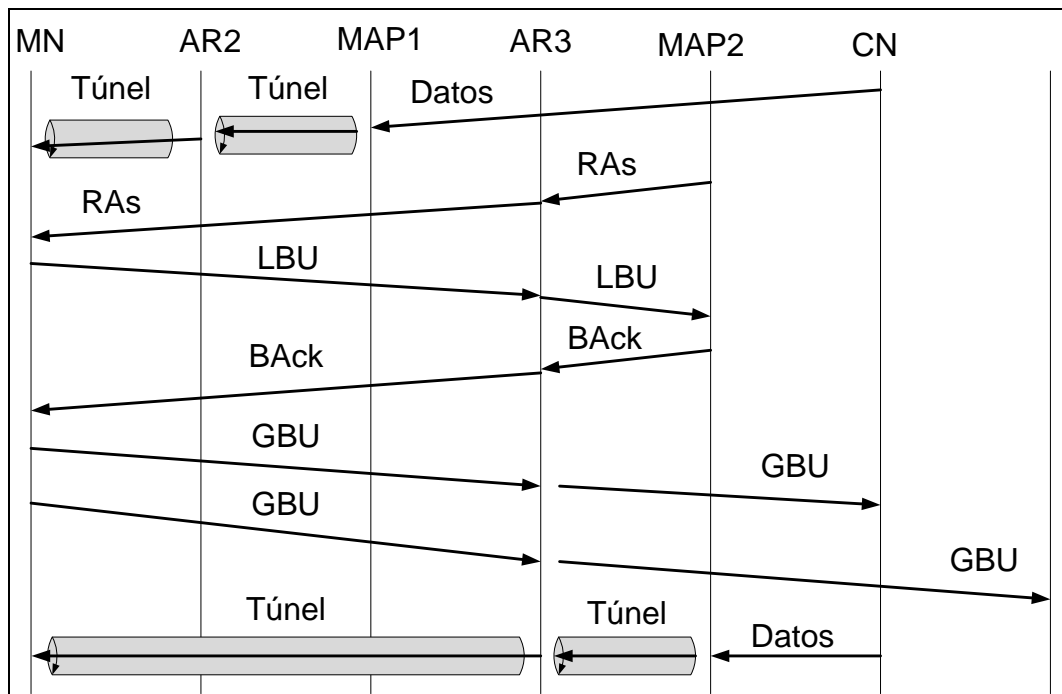 MN AR2 MAP1 AR3 MAP2 CN
Túnel Túnel Datos
RAs
RAs
LBU
LBU
BAck
BAck
GBU
GBU
GBU
GBU
Túnel Túnel Datos